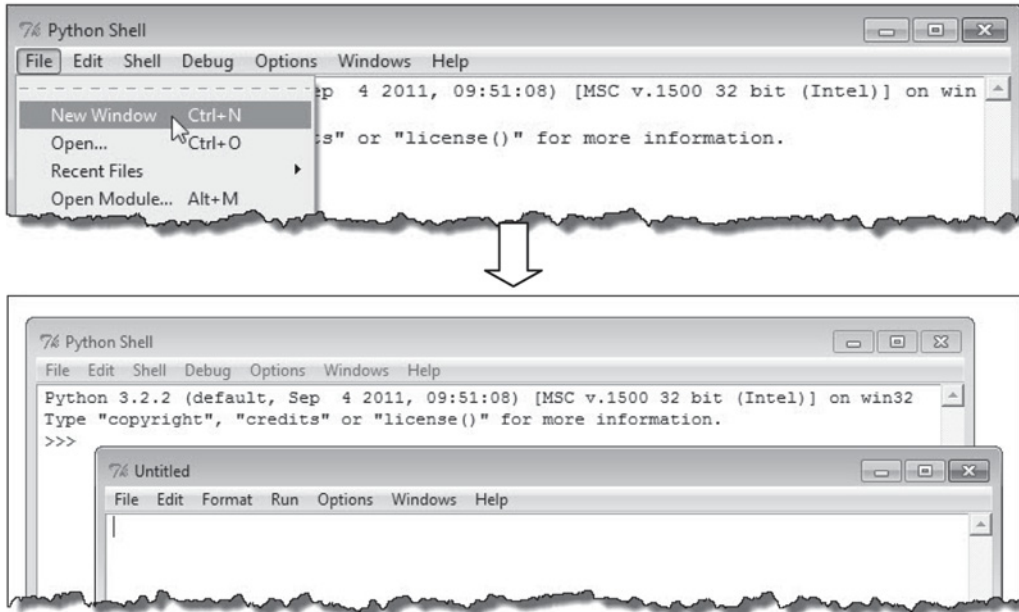 Python Shell
File Edit Shell Debug Options Windows Help
ep 4 2011, 09:51:08) [MSC v.1500 32 bit (Intel)] on win
New Window Ctrl+N
Open... Ctrl+O
s" or "license()" for more information.
Recent Files
Open Module... Alt+M
Python Shell
File Edit Shell Debug Options Windows Help
Python 3.2.2 (default, Sep 4 2011, 09:51:08) [MSC v.1500 32 bit (Intel)] on win32
Type "copyright", "credits" or "license()" for more information.
>>>
Untitled
File Edit Format Run Options Windows Help